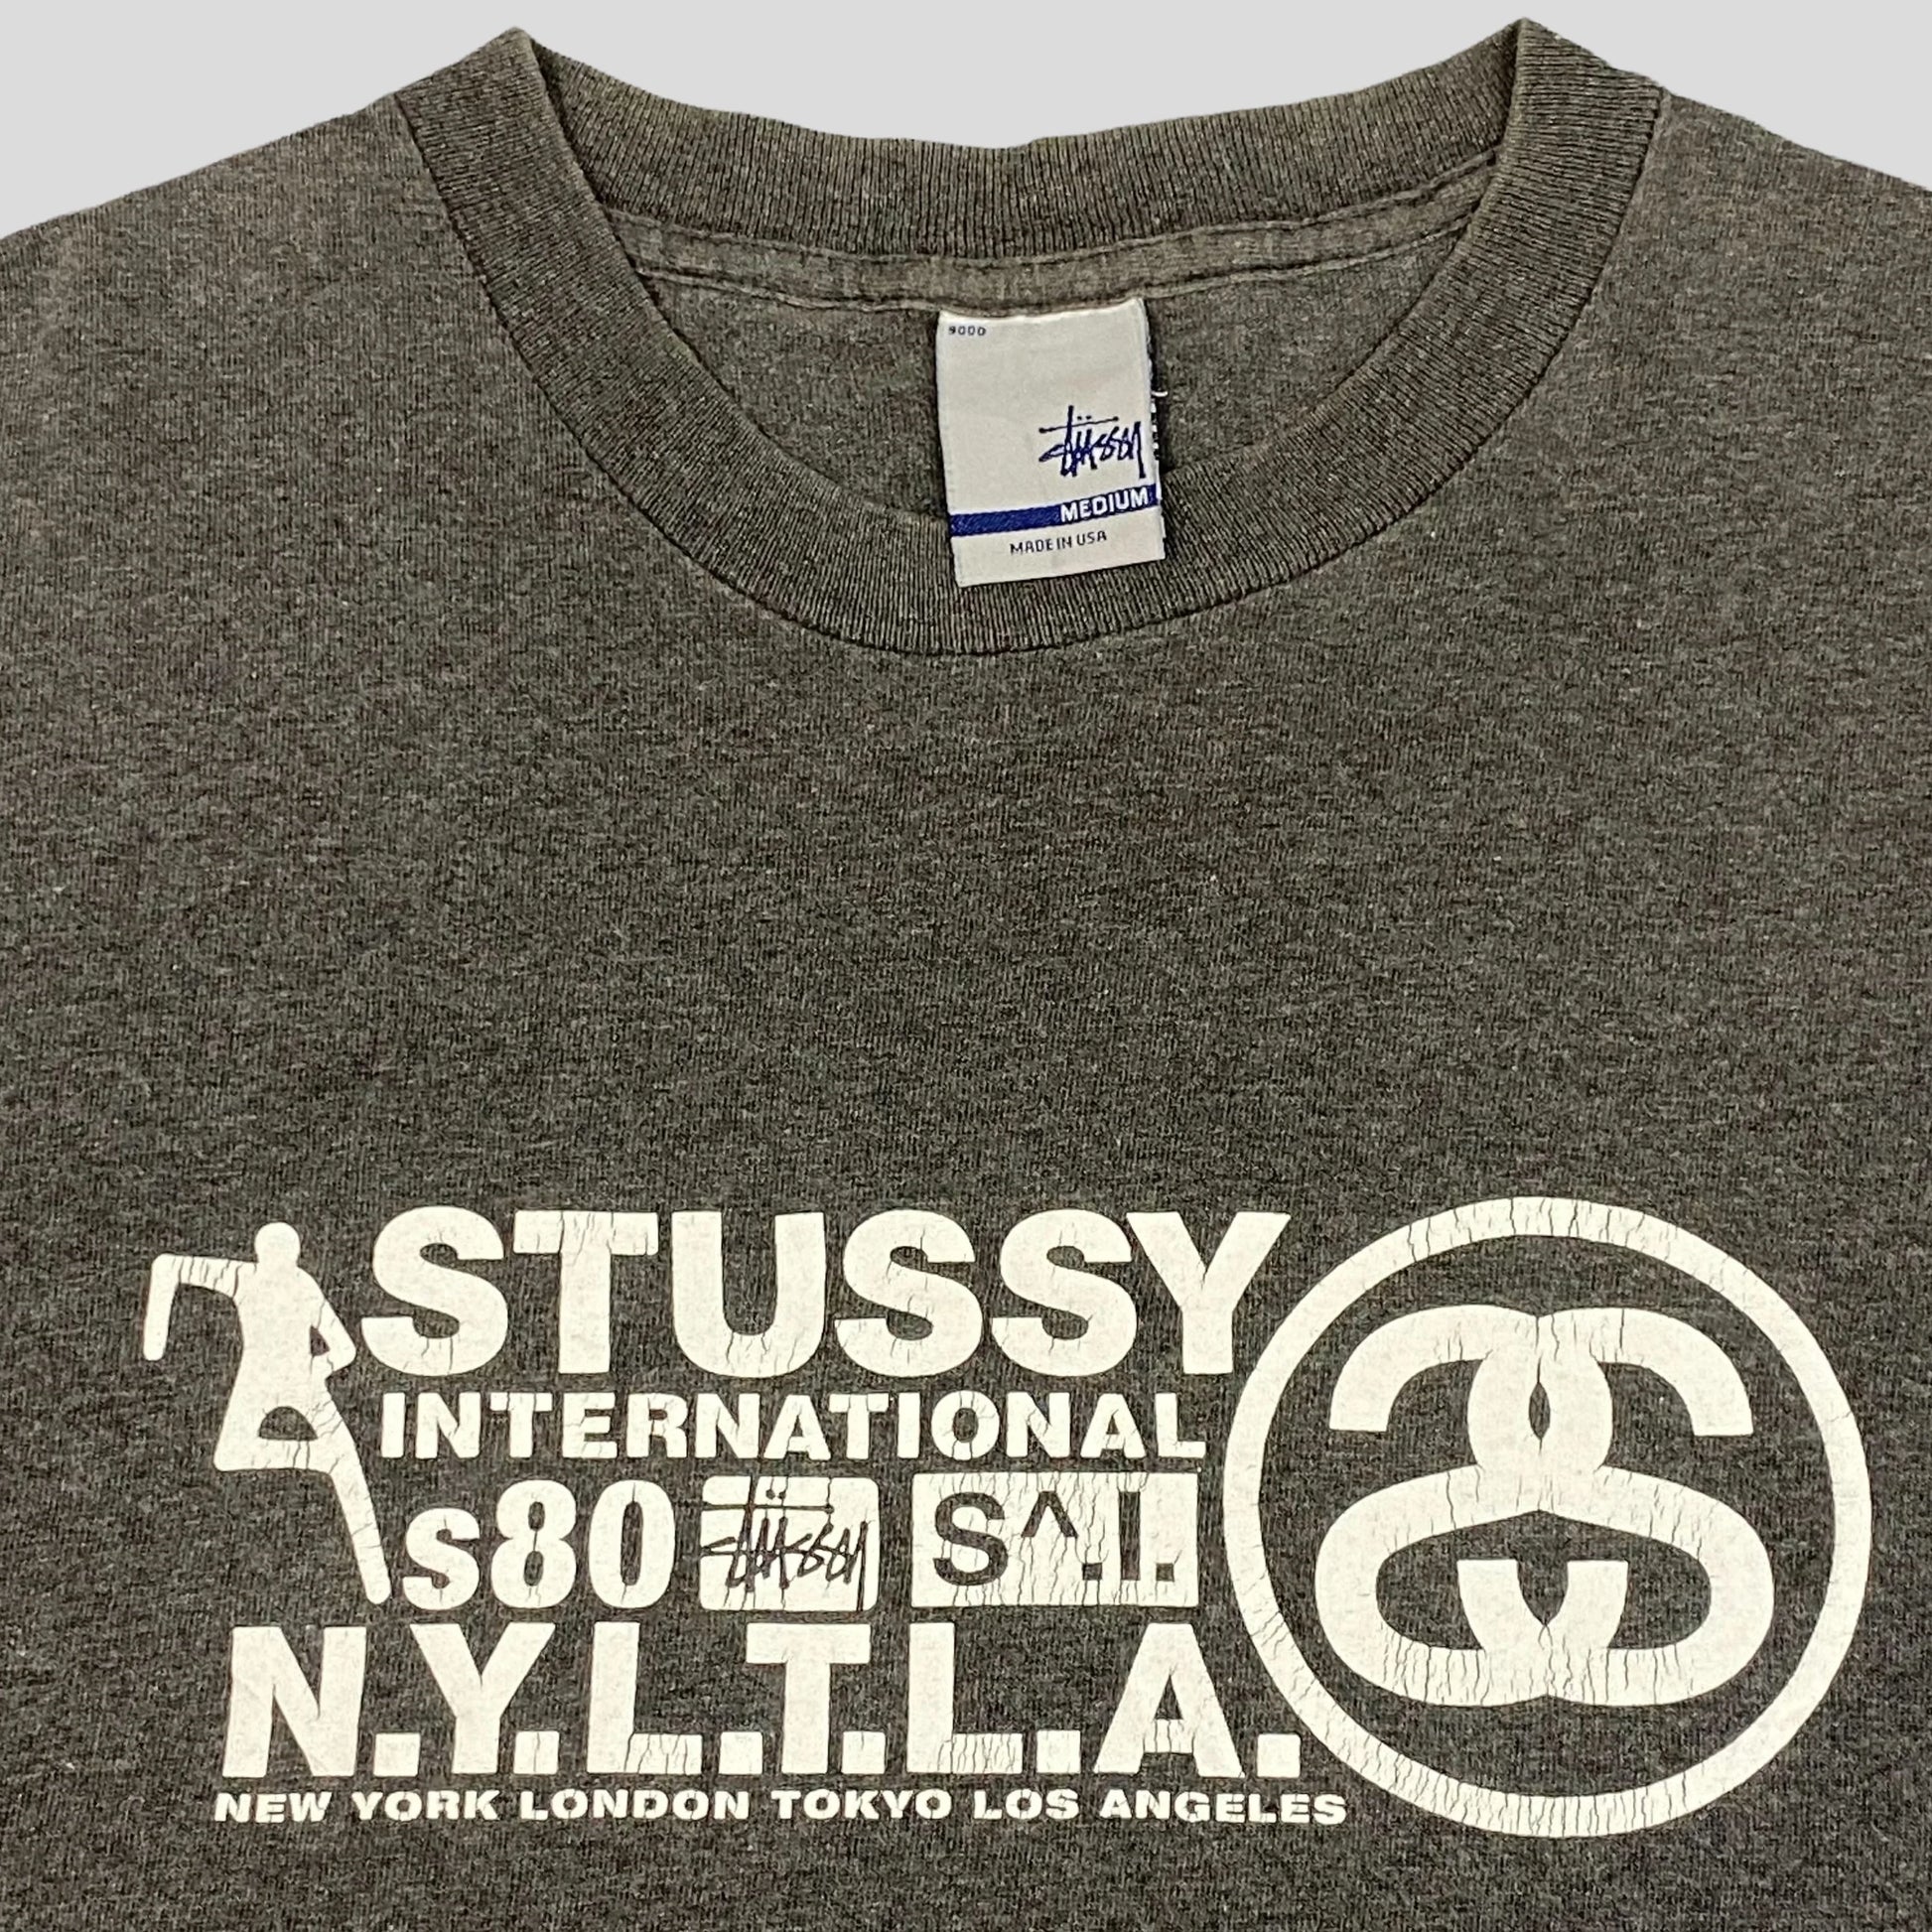 9000
Stüssy
MEDIUM
MADE IN USA
STUSSY
INTERNATIONAL
s80 Stüssy S^.I.
N.Y.L.T.L.A.
NEW YORK LONDON TOKYO LOS ANGELES